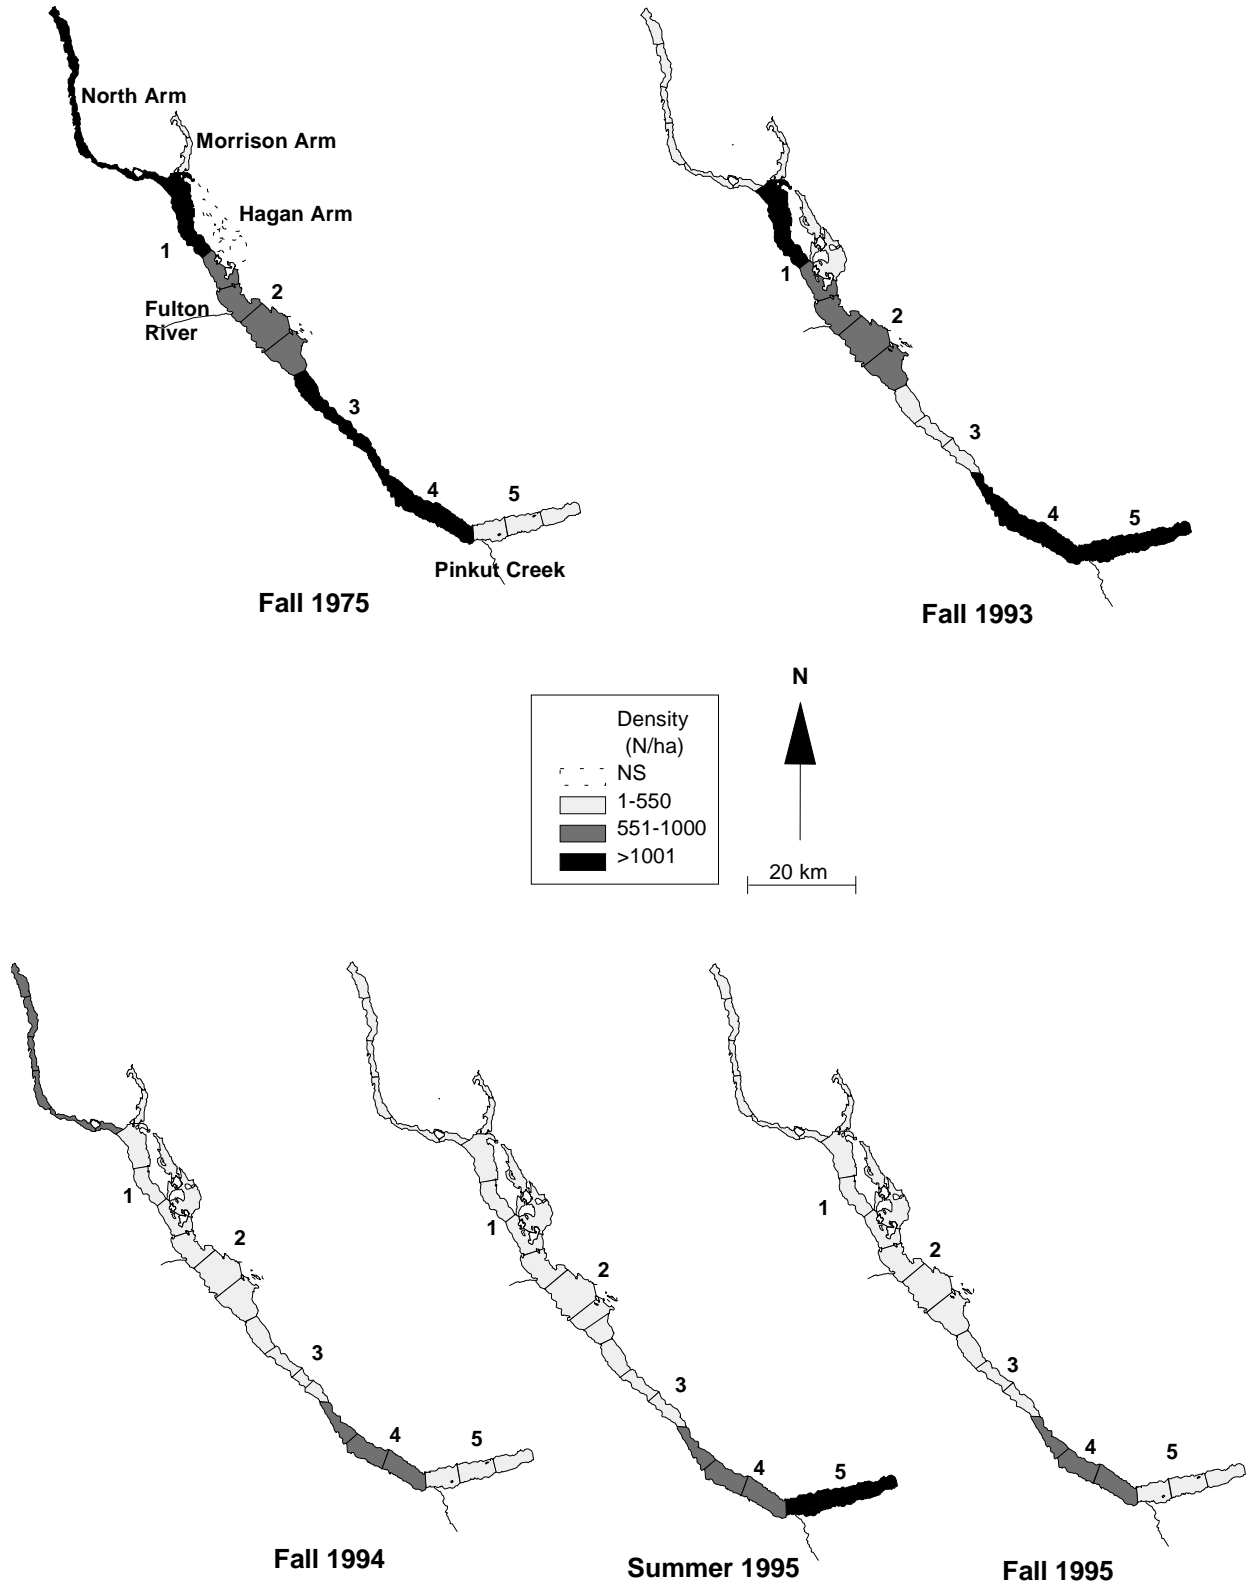 North Arm
Morrison Arm
Hagan Arm
1
2
Fulton
River
3
4
5
Pinkut Creek
Fall 1975
1
2
3
4
5
Fall 1993
Density
(N/ha)
NS
1-550
551-1000
>1001
N
20 km
1
2
3
4
5
Fall 1994
1
2
3
4
5
Summer 1995
1
2
3
4
5
Fall 1995